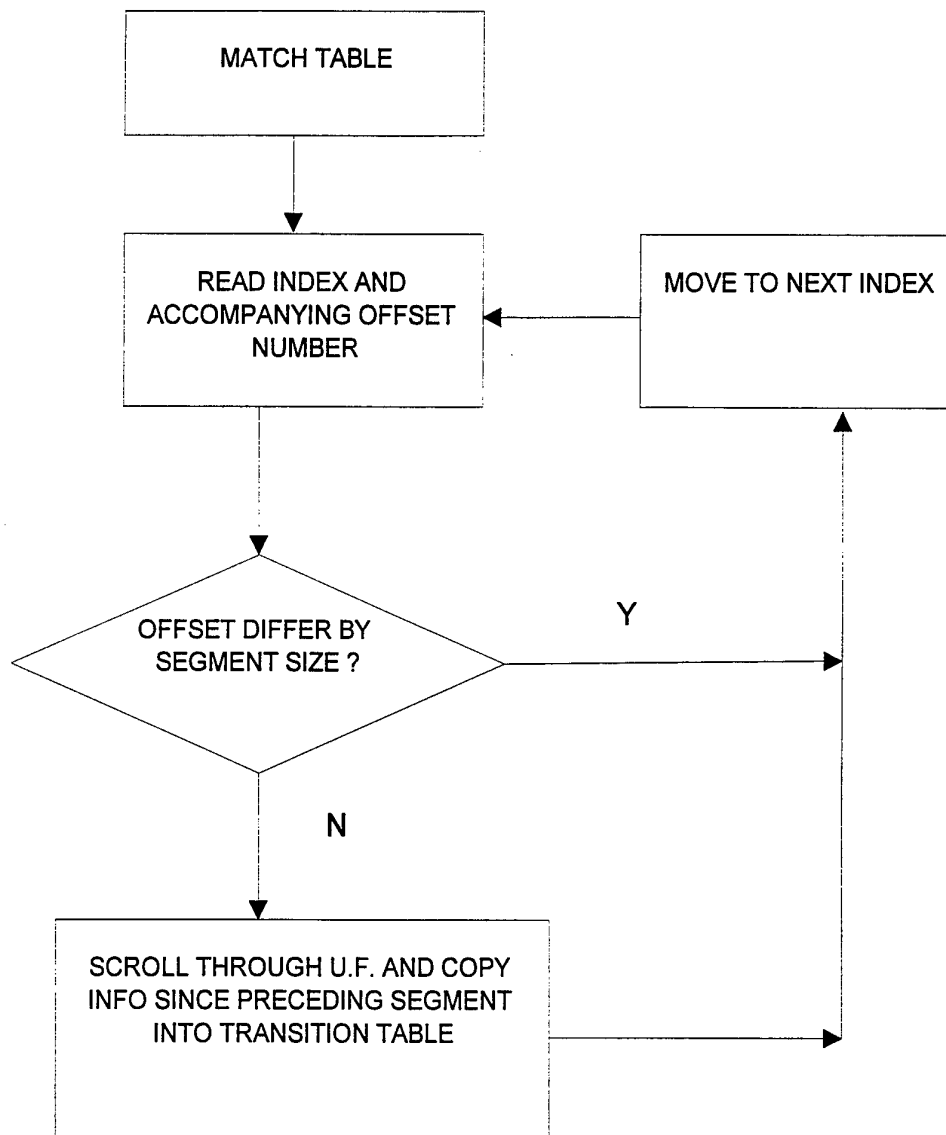 MATCH TABLE
READ INDEX AND
ACCOMPANYING OFFSET
NUMBER
MOVE TO NEXT INDEX
OFFSET DIFFER BY
SEGMENT SIZE ?
Y
N
SCROLL THROUGH U.F. AND COPY
INFO SINCE PRECEDING SEGMENT
INTO TRANSITION TABLE